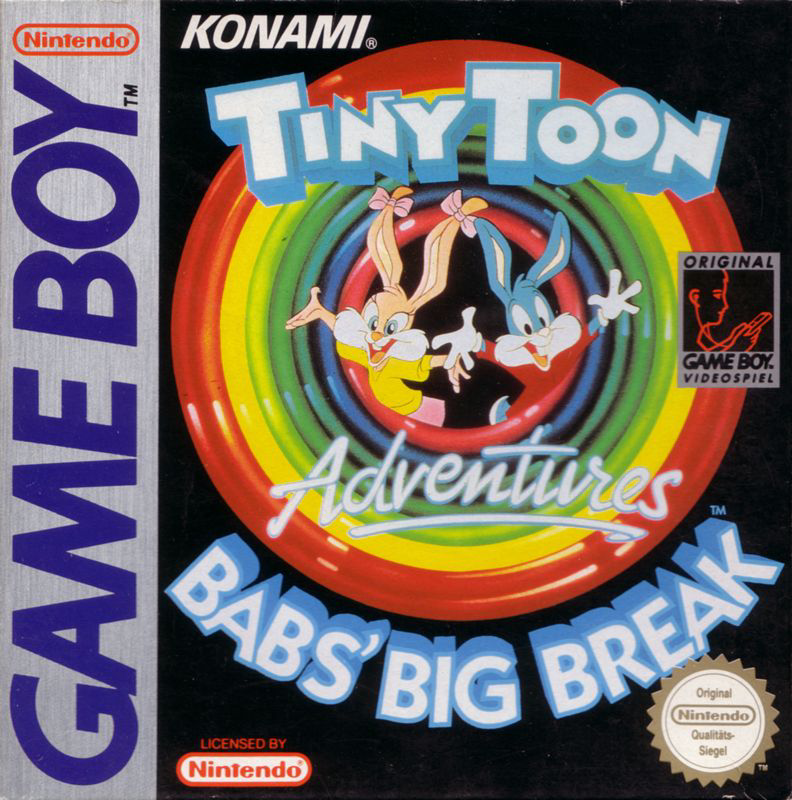 Nintendo®
GAME BOY™
KONAMI®
TINY TOON
Adventures™
BABS' BIG BREAK
ORIGINAL
GAME BOY.
VIDEOSPIEL
LICENSED BY
Nintendo®
Original
Nintendo
Qualitäts-
Siegel
TM